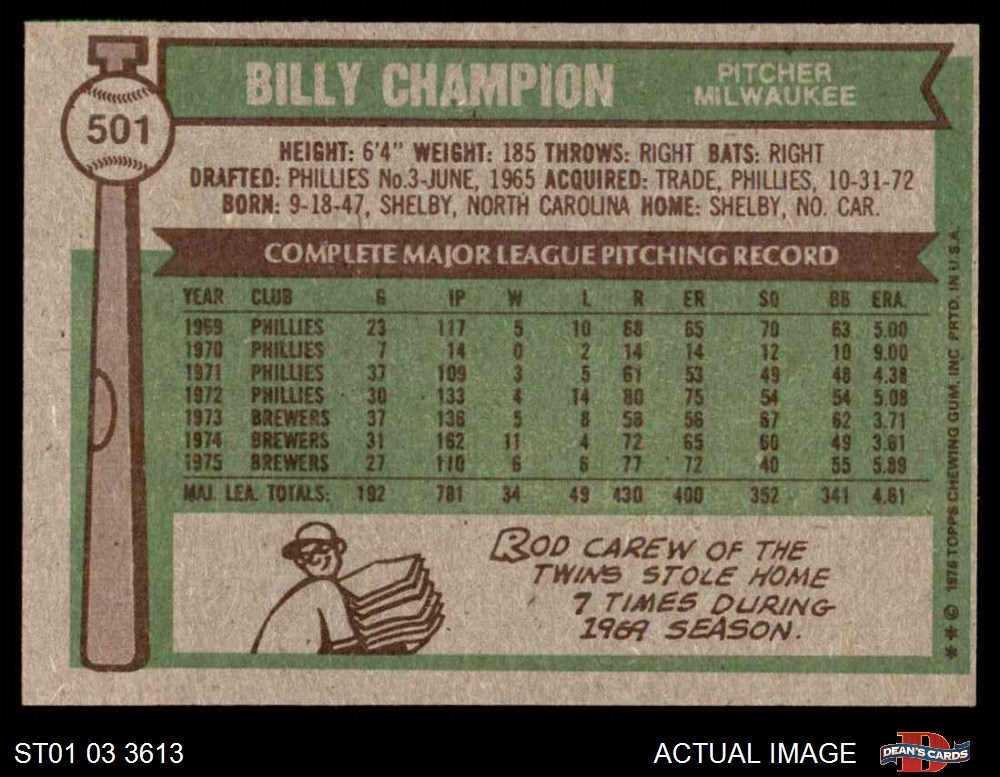 501
BILLY CHAMPION
PITCHER
MILWAUKEE
HEIGHT: 6'4" WEIGHT: 185 THROWS: RIGHT BATS: RIGHT
DRAFTED: PHILLIES No.3-JUNE, 1965 ACQUIRED: TRADE, PHILLIES, 10-31-72
BORN: 9-18-47, SHELBY, NORTH CAROLINA HOME: SHELBY, NO. CAR.
COMPLETE MAJOR LEAGUE PITCHING RECORD
YEAR CLUB G IP W L R ER SO BB ERA.
1969 PHILLIES 23 117 5 10 68 65 70 63 5.00
1970 PHILLIES 7 14 0 2 14 14 12 10 9.00
1971 PHILLIES 37 109 3 5 61 53 49 48 4.38
1972 PHILLIES 30 133 4 14 80 75 54 54 5.08
1973 BREWERS 37 136 5 8 58 56 67 62 3.71
1974 BREWERS 31 162 11 4 72 65 60 49 3.61
1975 BREWERS 27 110 6 6 77 72 40 55 5.89
MAJ. LEA. TOTALS: 192 781 34 49 430 400 352 341 4.61
ROD CAREW OF THE
TWINS STOLE HOME
7 TIMES DURING
1969 SEASON.
**© 1976 TOPPS CHEWING GUM, INC. PRTD. IN U.S.A.
ST01 03 3613
ACTUAL IMAGE
D
DEAN'S CARDS